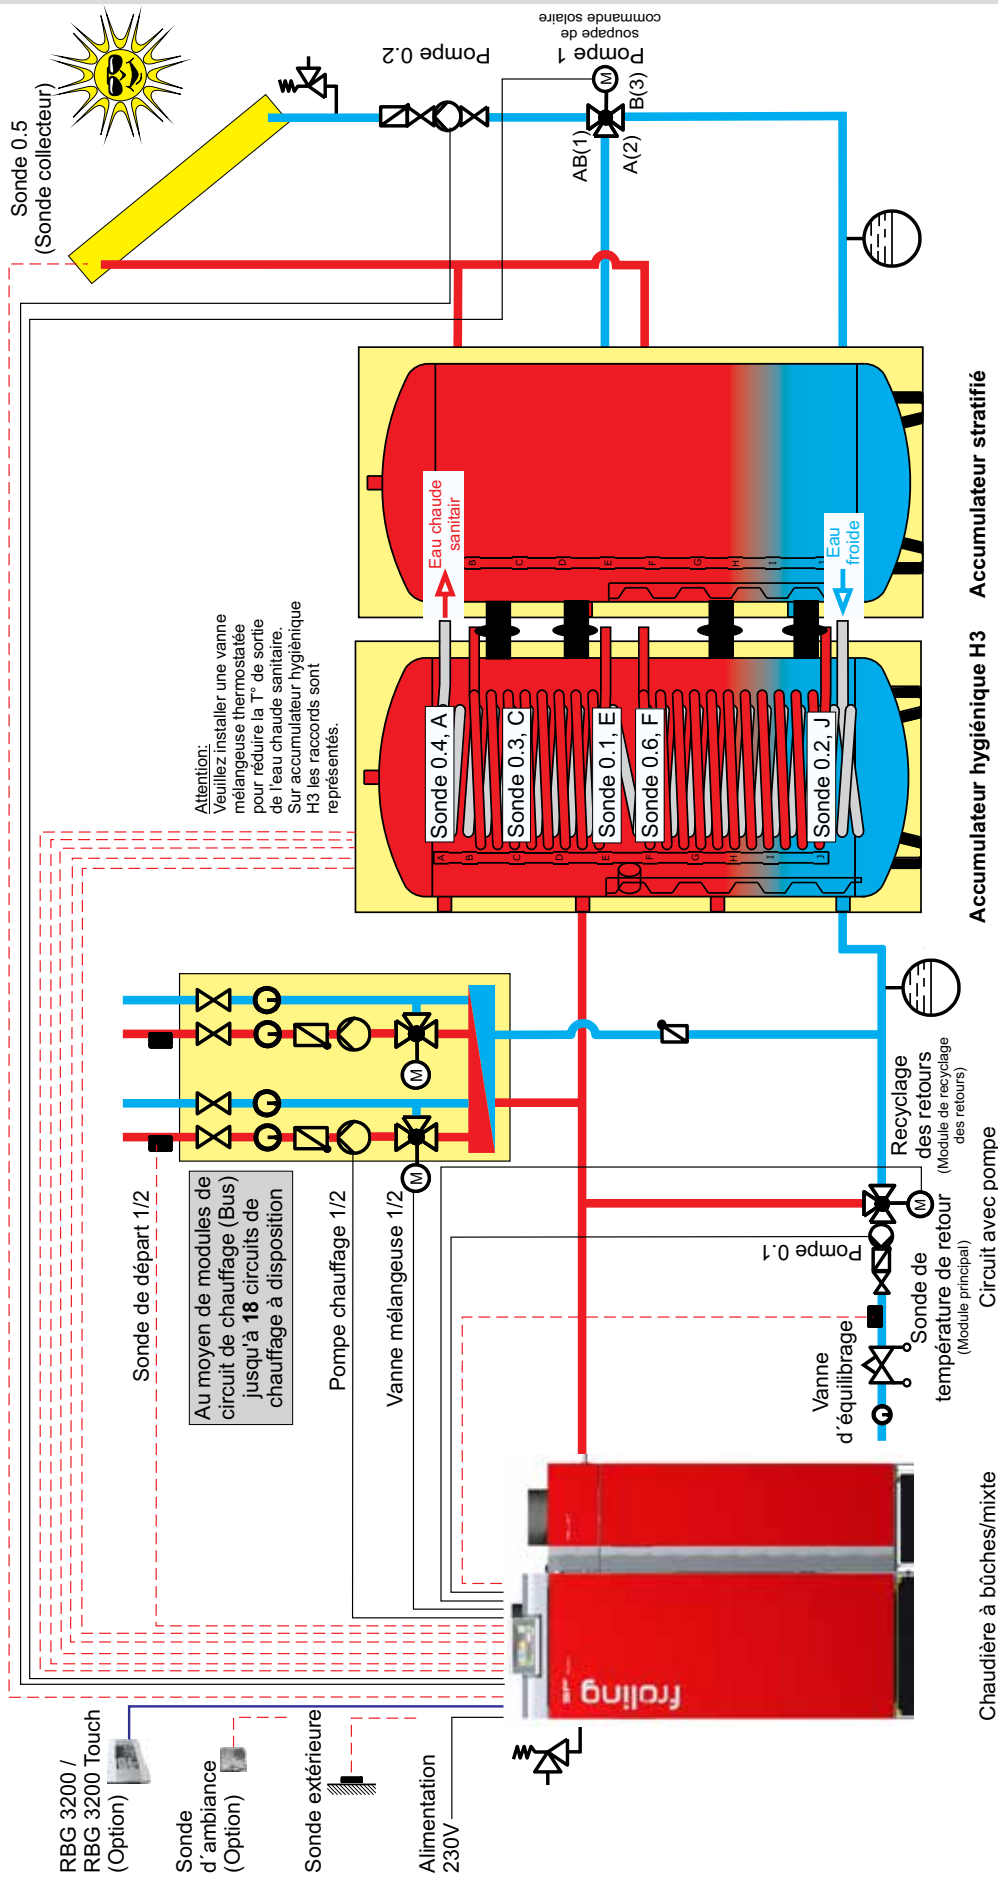 RBG 3200 /
RBG 3200 Touch
(Option)
Sonde
d´ambiance
(Option)
Sonde extérieure
Alimentation
230V
Sonde de départ 1/2
Au moyen de modules de
circuit de chauffage (Bus)
jusqu'à 18 circuits de
chauffage à disposition
Pompe chauffage 1/2
Vanne mélangeuse 1/2
M
M
Attention:
Veuillez installer une vanne
mélangeuse thermostatée
pour réduire la T° de sortie
de l'eau chaude sanitaire.
Sur accumulateur hygiénique
H3 les raccords sont
représentés.
Sonde 0.5
(Sonde collecteur)
Pompe 0.2
Pompe 1
soupape de
commande solaire
M
AB(1)
A(2)
B(3)
Eau chaude
sanitair
Eau
froide
Sonde 0.4, A
Sonde 0.3, C
Sonde 0.1, E
Sonde 0.6, F
Sonde 0.2, J
A
B
C
D
E
F
G
H
I
J
B
C
D
E
F
G
H
I
J
Accumulateur hygiénique H3
Accumulateur stratifié
froling
Pompe 0.1
M
Vanne
d´équilibrage
Sonde de
température de retour
(Module principal)
Recyclage
des retours
(Module de recyclage
des retours)
Circuit avec pompe
Chaudière à bûches/mixte